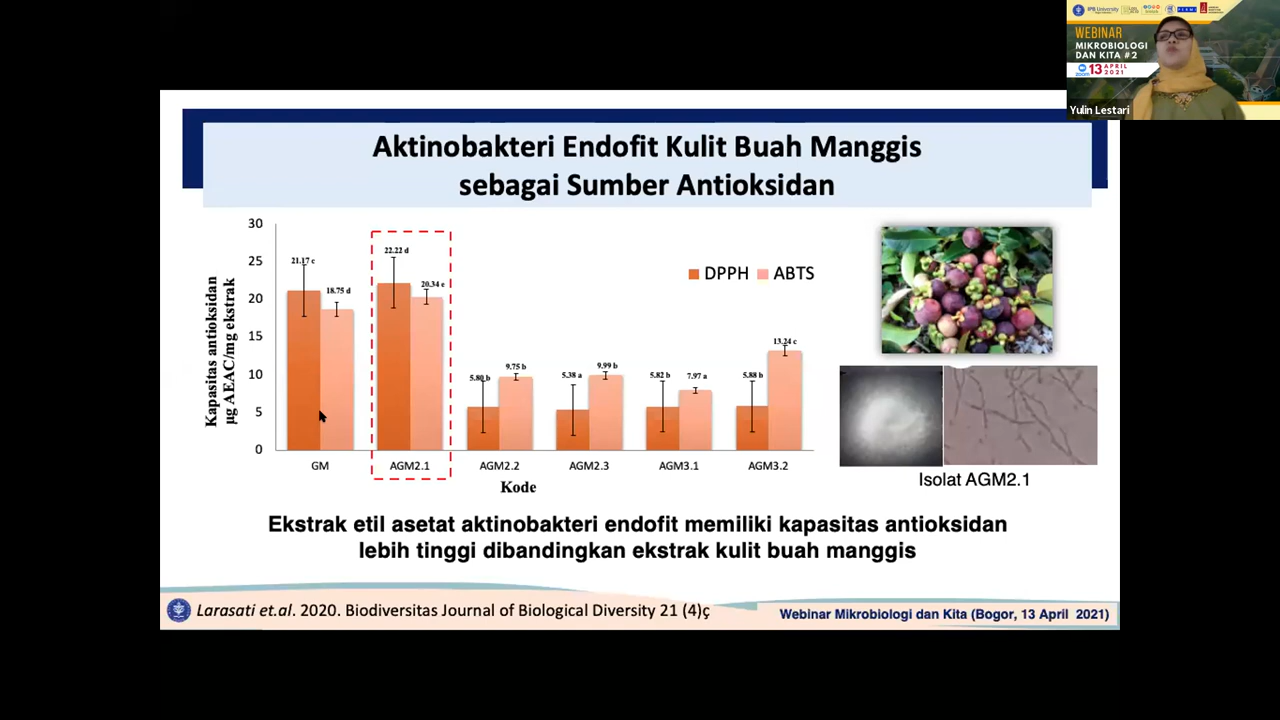 IPB University
WEBINAR
MIKROBIOLOGI
DAN KITA #2
zoom
13 APRIL
2021
Yulin Lestari
Aktinobakteri Endofit Kulit Buah Manggis
sebagai Sumber Antioksidan
Kapasitas antioksidan
µg AEAC/mg ekstrak
30
25
20
15
10
5
0
21.17 c
18.75 d
22.22 d
20.34 e
5.80 b
9.75 b
5.38 a
9.99 b
5.82 b
7.97 a
5.88 b
13.24 c
DPPH
ABTS
GM
AGM2.1
AGM2.2
AGM2.3
AGM3.1
AGM3.2
Kode
Isolat AGM2.1
Ekstrak etil asetat aktinobakteri endofit memiliki kapasitas antioksidan
lebih tinggi dibandingkan ekstrak kulit buah manggis
Larasati et.al. 2020. Biodiversitas Journal of Biological Diversity 21 (4)ç
Webinar Mikrobiologi dan Kita (Bogor, 13 April 2021)